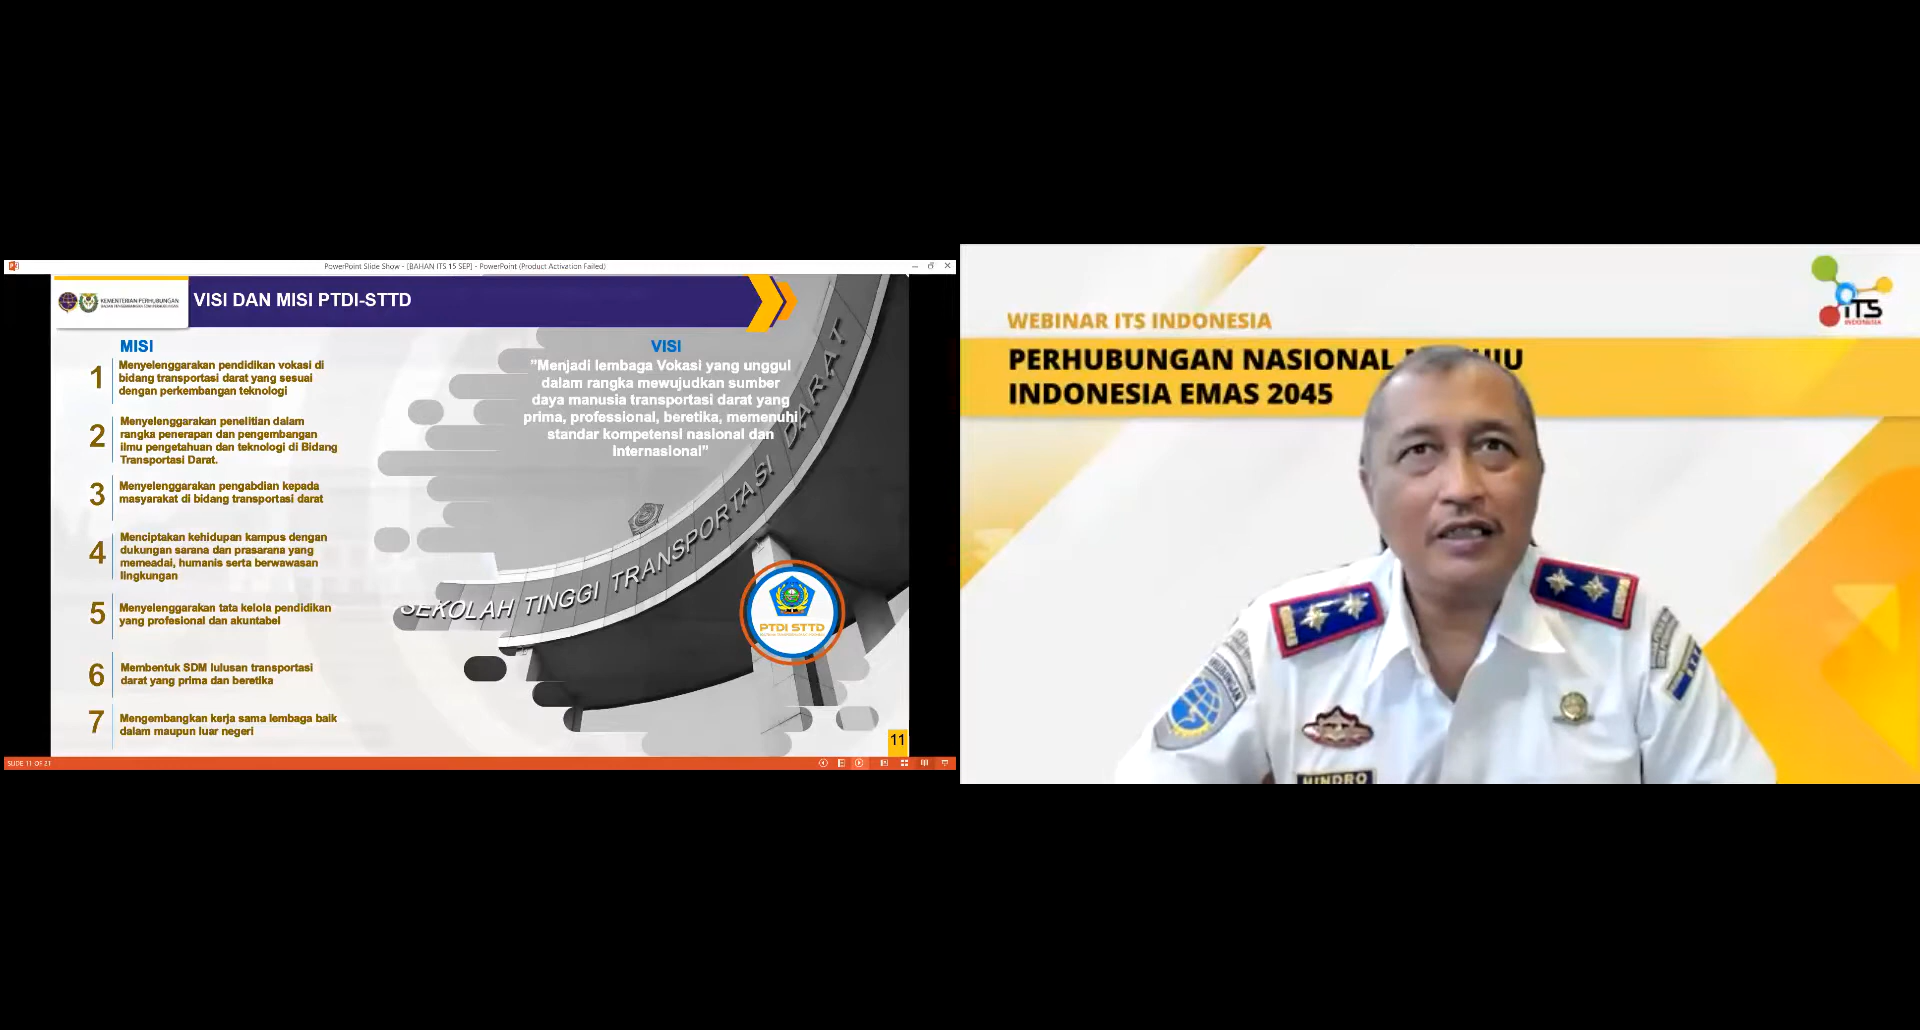 PowerPoint Slide Show - [BAHAN ITS 15 SEP] - PowerPoint (Product Activation Failed)
KEMENTERIAN PERHUBUNGAN
VISI DAN MISI PTDI-STTD
MISI
1
Menyelenggarakan pendidikan vokasi di
bidang transportasi darat yang sesuai
dengan perkembangan teknologi
2
Menyelenggarakan penelitian dalam
rangka penerapan dan pengembangan
ilmu pengetahuan dan teknologi di Bidang
Transportasi Darat.
3
Menyelenggarakan pengabdian kepada
masyarakat di bidang transportasi darat
4
Menciptakan kehidupan kampus dengan
dukungan sarana dan prasarana yang
memeadai, humanis serta berwawasan
lingkungan
5
Menyelenggarakan tata kelola pendidikan
yang profesional dan akuntabel
6
Membentuk SDM lulusan transportasi
darat yang prima dan beretika
7
Mengembangkan kerja sama lembaga baik
dalam maupun luar negeri
VISI
"Menjadi lembaga Vokasi yang unggul
dalam rangka mewujudkan sumber
daya manusia transportasi darat yang
prima, profesional, beretika, memenuhi
standar kompetensi nasional dan
internasional"
SEKOLAH TINGGI TRANSPORTASI DARAT
PTDI STTD
11
SLIDE 11 OF 21
WEBINAR ITS INDONESIA
PERHUBUNGAN NASIONAL
INDONESIA EMAS 2045
iTS
INDONESIA
HINDRO